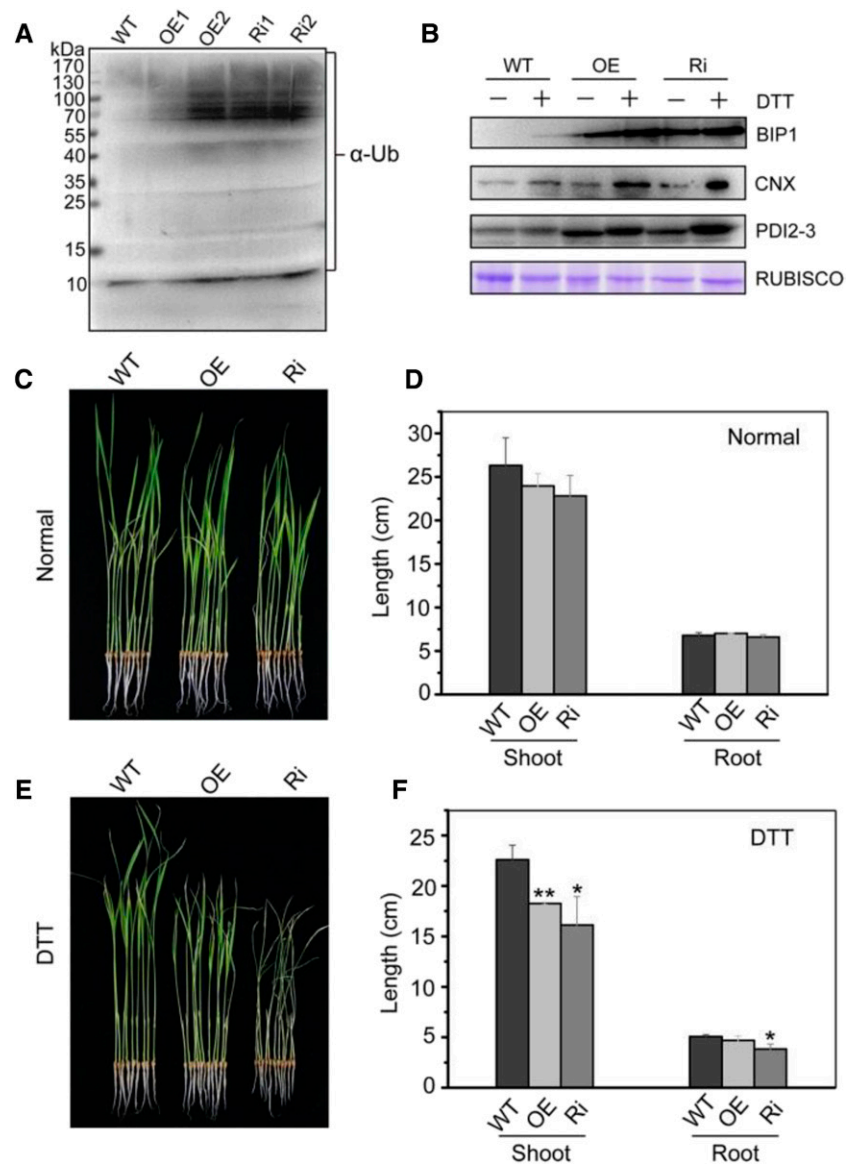 A
WT OE1 OE2 Ri1 Ri2
kDa
170
130
100
70
55
40
35
25
15
10
α-Ub
B
WT OE Ri
− + − + − + DTT
BIP1
CNX
PDI2-3
RUBISCO
C
WT OE Ri
Normal
D
Normal
Length (cm)
30
25
20
15
10
5
0
WT OE Ri WT OE Ri
Shoot Root
E
WT OE Ri
DTT
F
DTT
Length (cm)
25
20
15
10
5
0
** * *
WT OE Ri WT OE Ri
Shoot Root